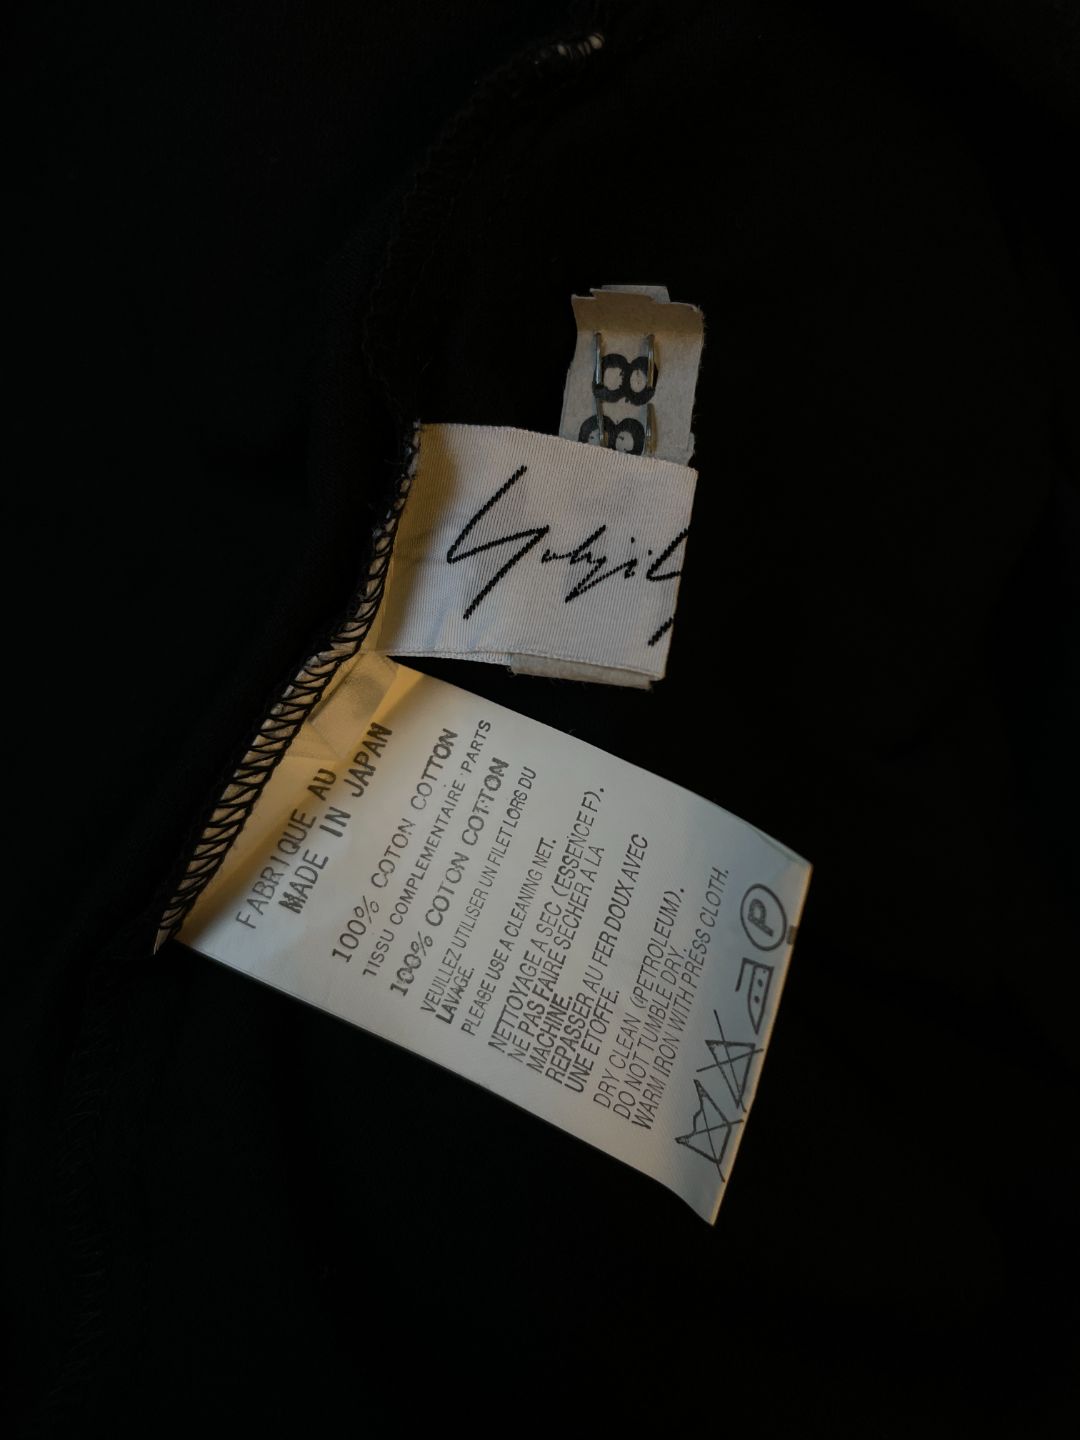 88
Yohji Y
FABRIQUE AU
MADE IN JAPAN
100% COTON COTTON
TISSU COMPLEMENTAIRE PARTS
100% COTON COTTON
VEUILLEZ UTILISER UN FILET LORS DU
LAVAGE.
PLEASE USE A CLEANING NET.
NETTOYAGE A SEC (ESSENCE F).
NE PAS FAIRE SECHER A LA
MACHINE.
REPASSER AU FER DOUX AVEC
UNE ETOFFE.
DRY CLEAN (PETROLEUM).
DO NOT TUMBLE DRY.
WARM IRON WITH PRESS CLOTH.
P